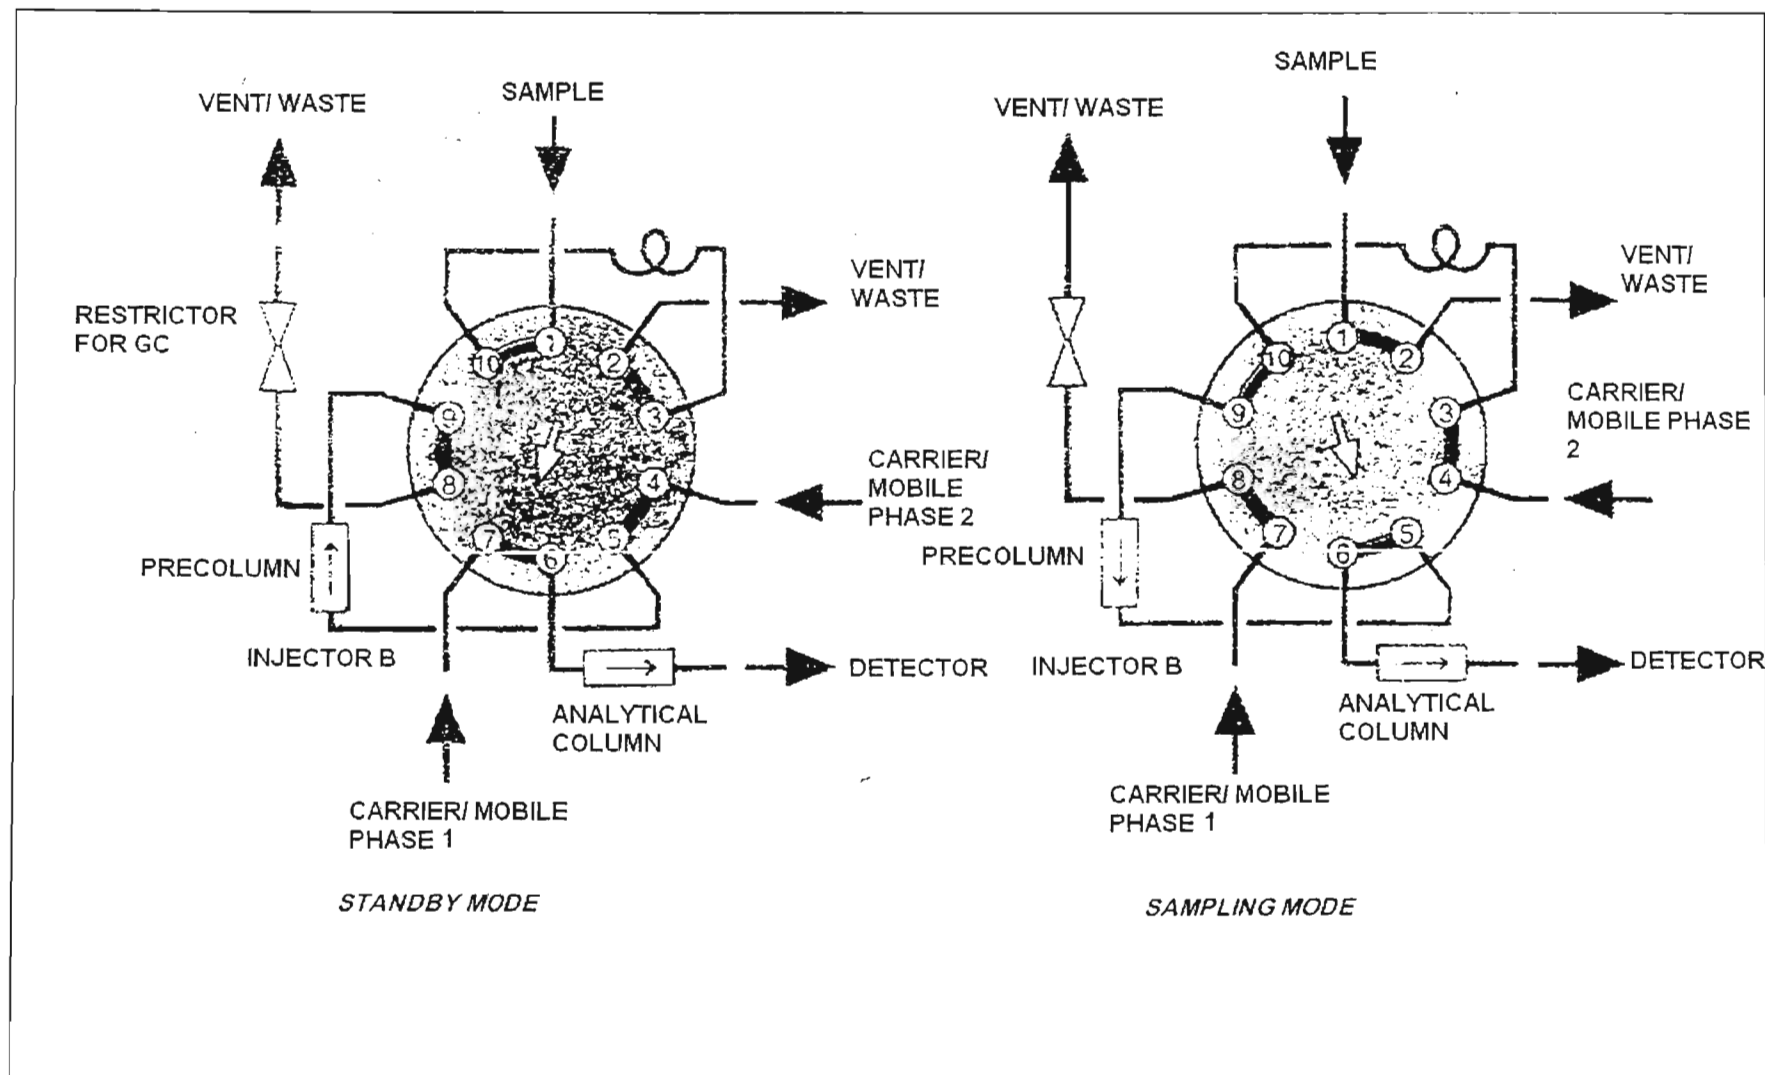 VENT/ WASTE
SAMPLE
VENT/
WASTE
RESTRICTOR
FOR GC
1
2
3
4
5
6
7
8
9
10
CARRIER/
MOBILE
PHASE 2
PRECOLUMN
INJECTOR B
DETECTOR
ANALYTICAL
COLUMN
CARRIER/ MOBILE
PHASE 1
STANDBY MODE
SAMPLE
VENT/ WASTE
VENT/
WASTE
1
2
3
4
5
6
7
8
9
10
CARRIER/
MOBILE PHASE
2
PRECOLUMN
INJECTOR B
DETECTOR
ANALYTICAL
COLUMN
CARRIER/ MOBILE
PHASE 1
SAMPLING MODE